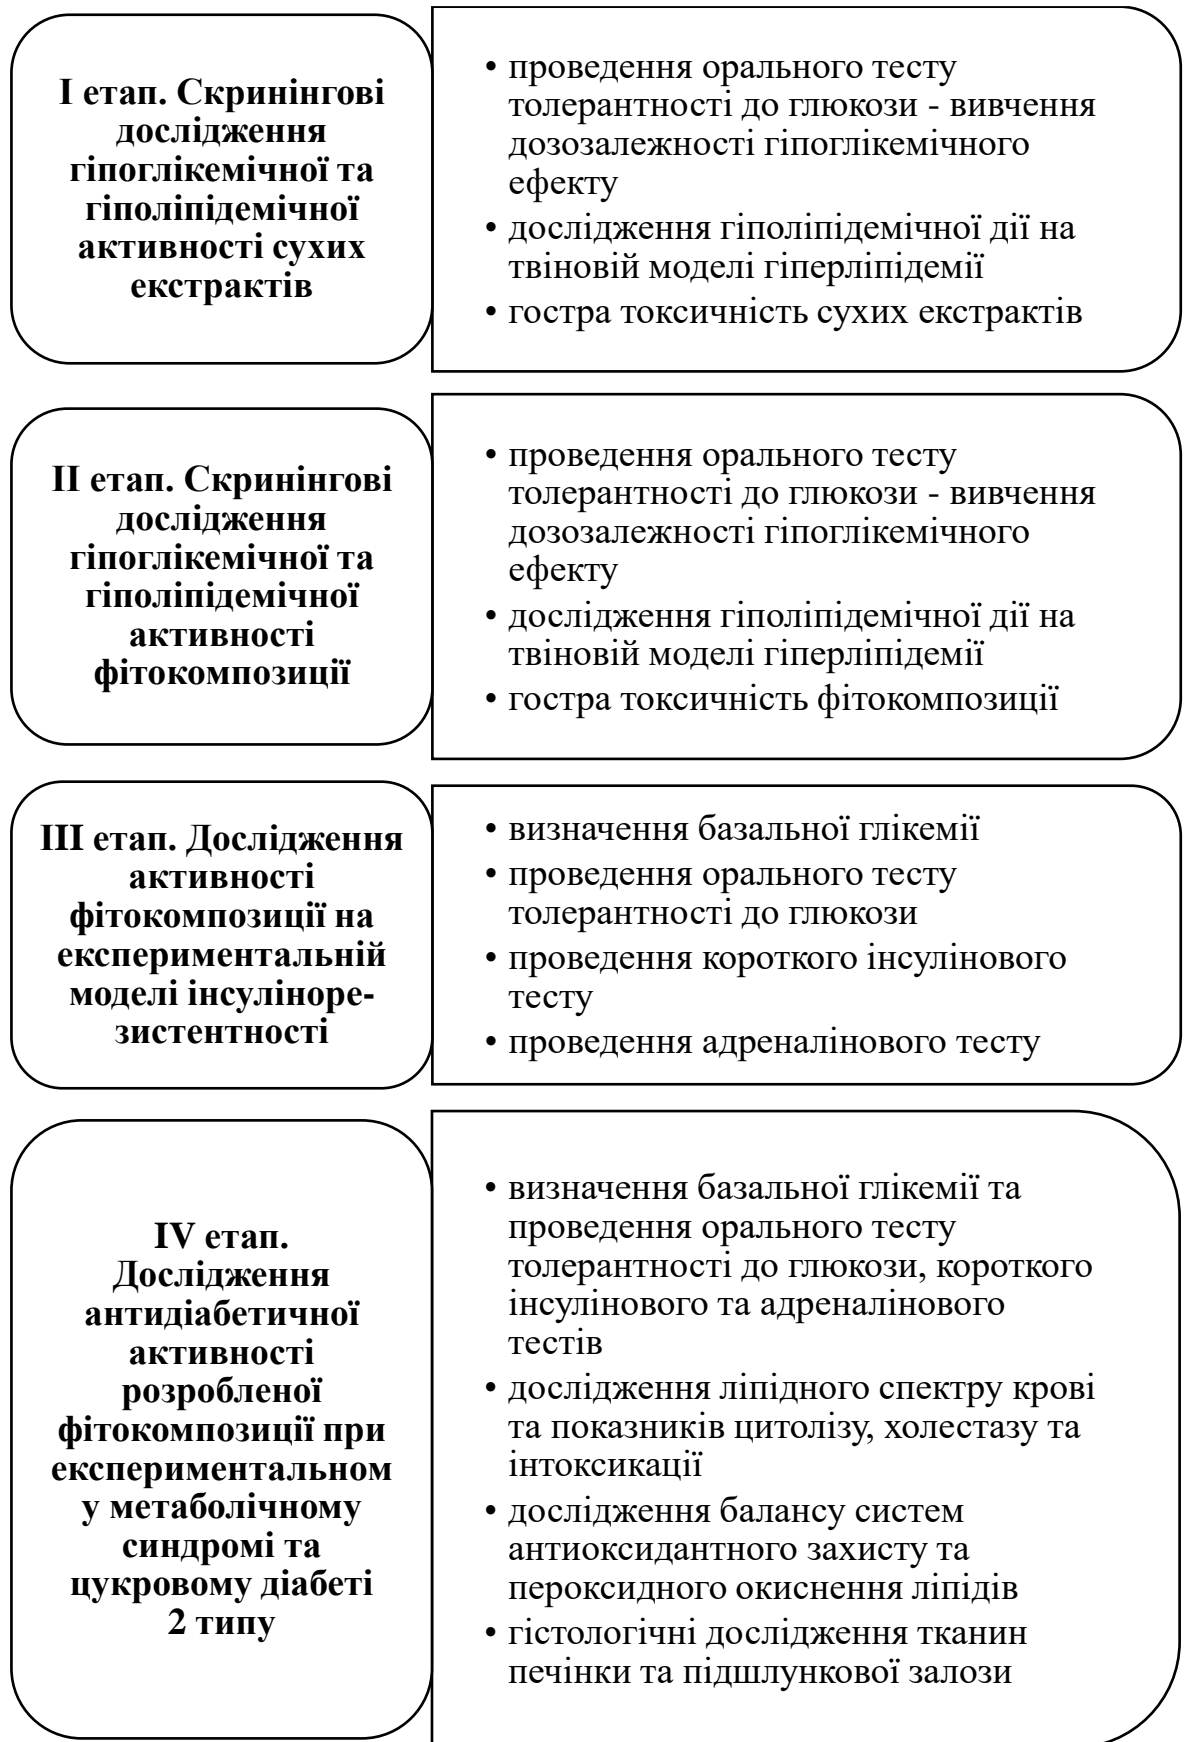 І етап. Скринінгові
дослідження
гіпоглікемічної та
гіполіпідемічної
активності сухих
екстрактів
• проведення орального тесту
толерантності до глюкози - вивчення
дозозалежності гіпоглікемічного
ефекту
• дослідження гіполіпідемічної дії на
твіновій моделі гіперліпідемії
• гостра токсичність сухих екстрактів
ІІ етап. Скринінгові
дослідження
гіпоглікемічної та
гіполіпідемічної
активності
фітокомпозиції
• проведення орального тесту
толерантності до глюкози - вивчення
дозозалежності гіпоглікемічного
ефекту
• дослідження гіполіпідемічної дії на
твіновій моделі гіперліпідемії
• гостра токсичність фітокомпозиції
ІІІ етап. Дослідження
активності
фітокомпозиції на
експериментальній
моделі інсуліноре-
зистентності
• визначення базальної глікемії
• проведення орального тесту
толерантності до глюкози
• проведення короткого інсулінового
тесту
• проведення адреналінового тесту
IV етап.
Дослідження
антидіабетичної
активності
розробленої
фітокомпозиції при
експериментальном
у метаболічному
синдромі та
цукровому діабеті
2 типу
• визначення базальної глікемії та
проведення орального тесту
толерантності до глюкози, короткого
інсулінового та адреналінового
тестів
• дослідження ліпідного спектру крові
та показників цитолізу, холестазу та
інтоксикації
• дослідження балансу систем
антиоксидантного захисту та
пероксидного окиснення ліпідів
• гістологічні дослідження тканин
печінки та підшлункової залози